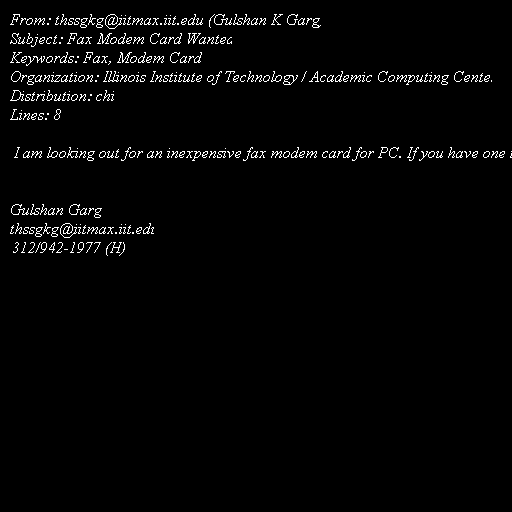 From: thssgkg@iitmax.iit.edu (Gulshan K Garg
Subject: Fax Modem Card Wanted
Keywords: Fax, Modem Card
Organization: Illinois Institute of Technology / Academic Computing Cente.
Distribution: chi
Lines: 8
I am looking out for an inexpensive fax modem card for PC. If you have one
Gulshan Garg
thssgkg@iitmax.iit.edu
312/942-1977 (H)